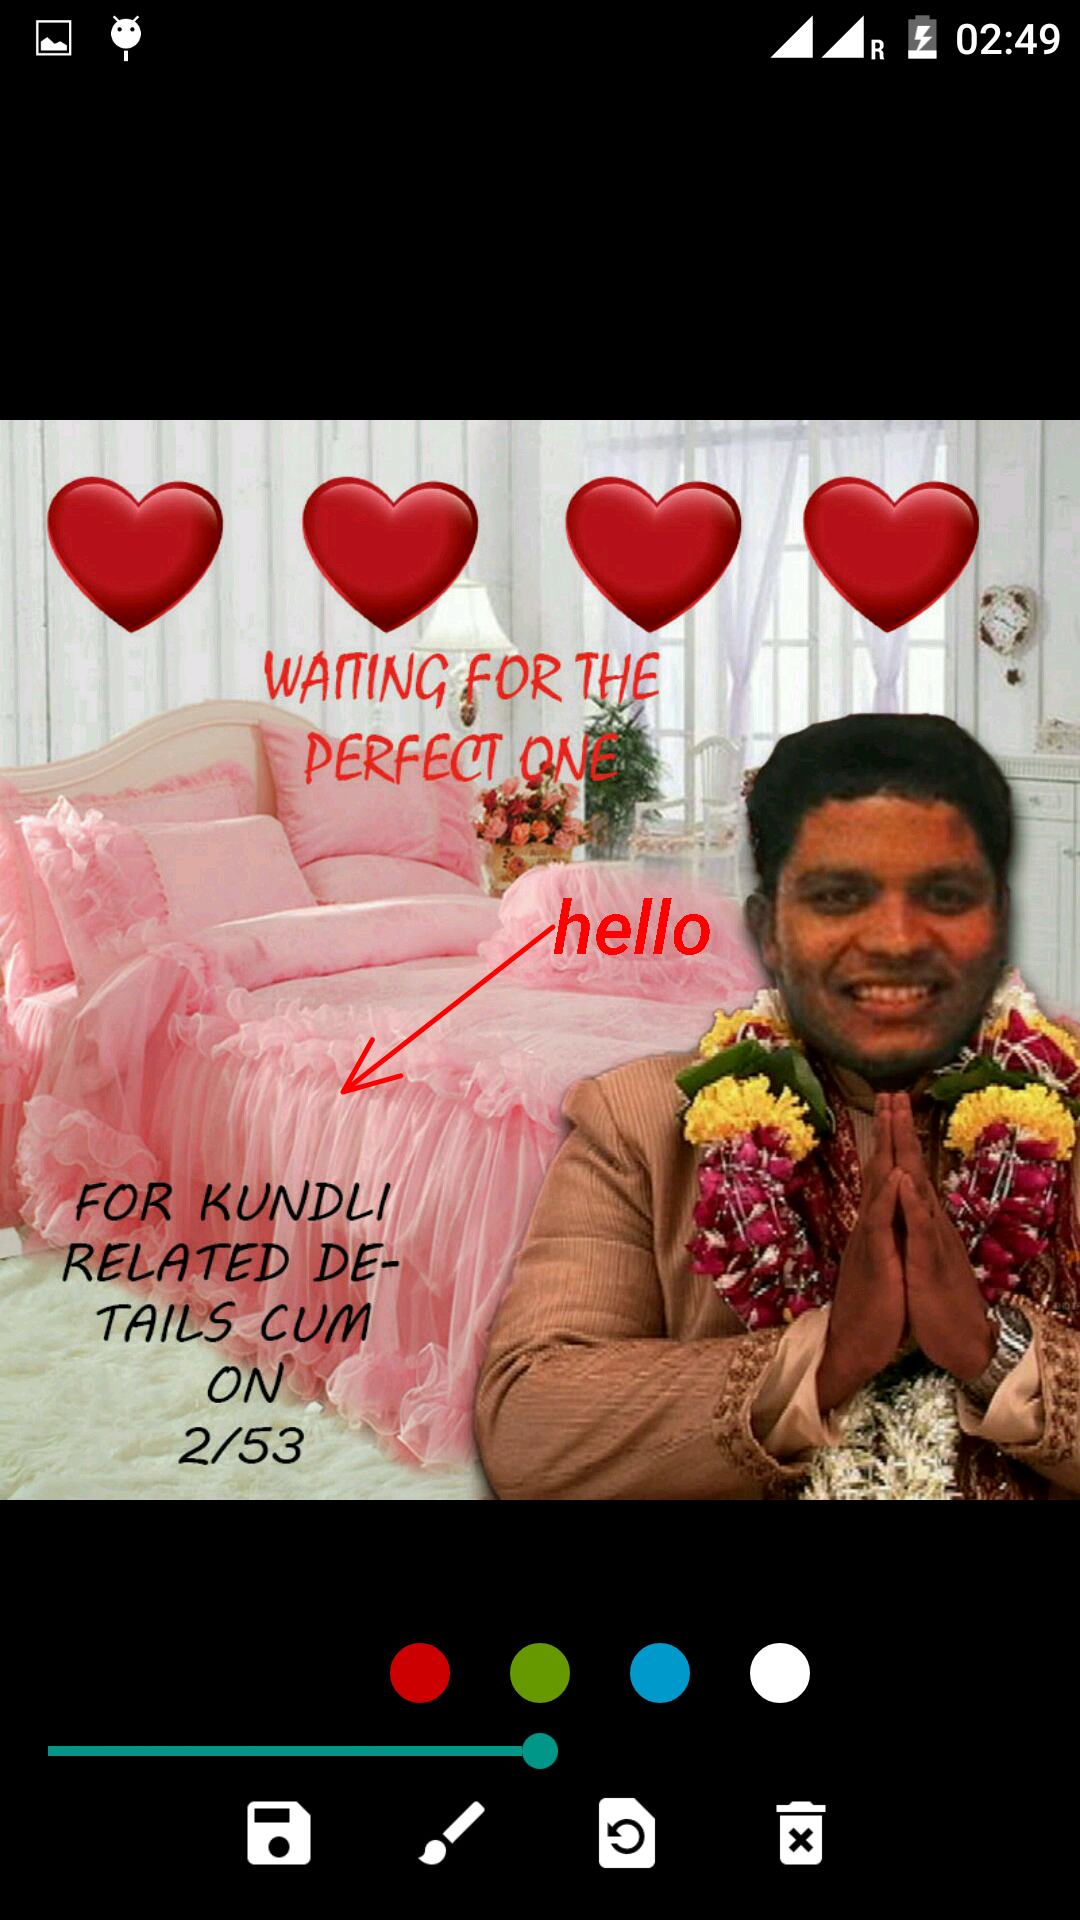 R 02:49
WAITING FOR THE
PERFECT ONE
hello
FOR KUNDLI
RELATED DE-
TAILS CUM
ON
2/53